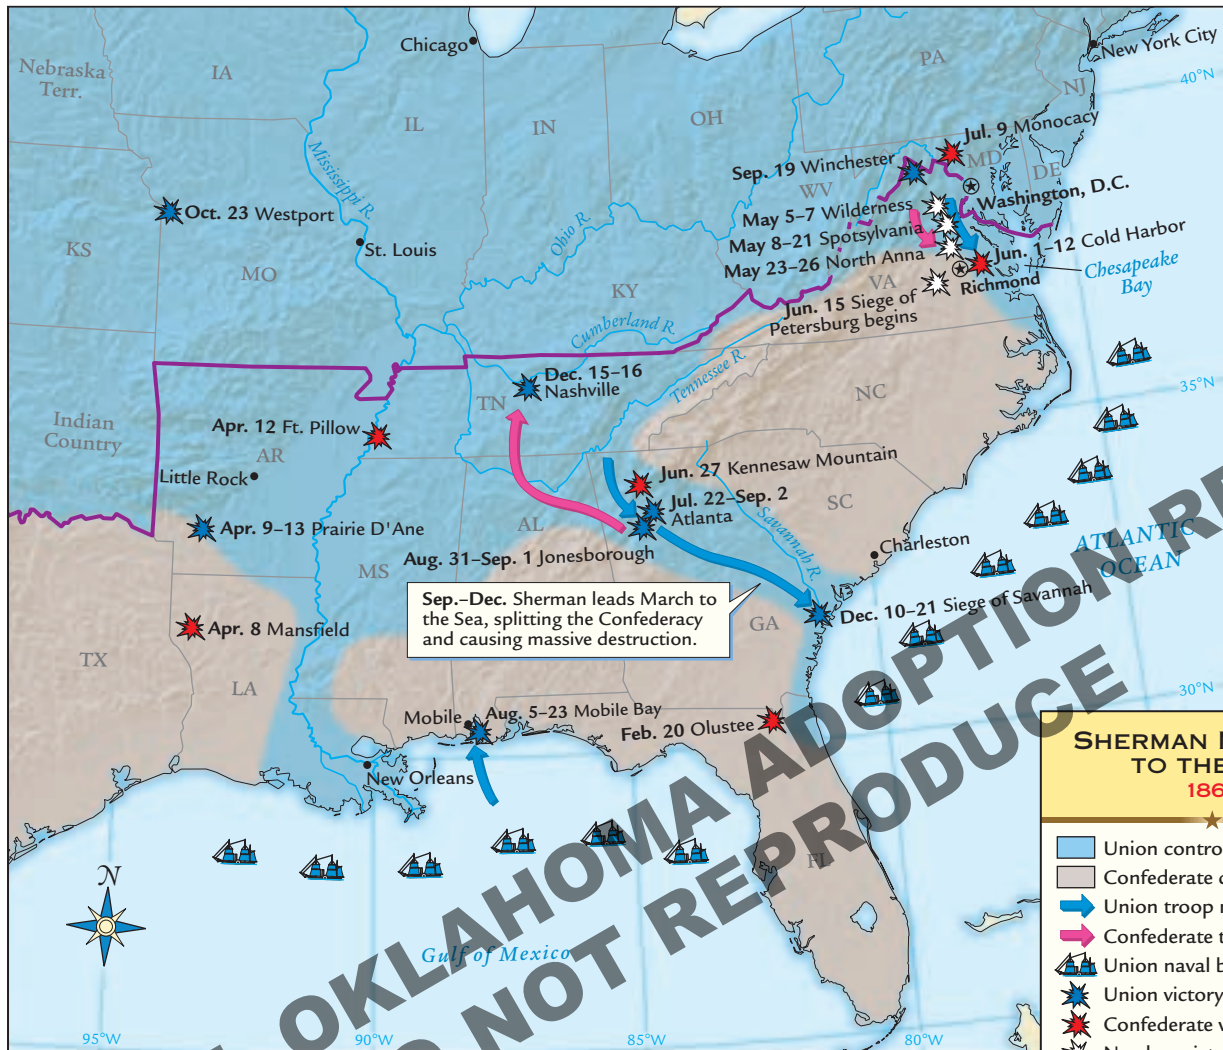 Chicago
New York City
Nebraska
Terr.
IA
IL
IN
OH
PA
NJ
40°N
Mississippi R.
Jul. 9 Monocacy
MD
DE
Sep. 19 Winchester
WV
Washington, D.C.
Oct. 23 Westport
May 5–7 Wilderness
May 8–21 Spotsylvania
May 23–26 North Anna
Jun. 1–12 Cold Harbor
Chesapeake
Bay
KS
MO
St. Louis
Ohio R.
KY
VA
Richmond
Jun. 15 Siege of
Petersburg begins
Cumberland R.
Tennessee R.
Dec. 15–16
Nashville
TN
NC
35°N
Indian
Country
Apr. 12 Ft. Pillow
AR
Little Rock
Jun. 27 Kennesaw Mountain
Jul. 22–Sep. 2
Atlanta
SC
Savannah R.
Apr. 9–13 Prairie D'Ane
AL
Aug. 31–Sep. 1 Jonesborough
MS
Charleston
ATLANTIC
OCEAN
Sep.–Dec. Sherman leads March to
the Sea, splitting the Confederacy
and causing massive destruction.
Dec. 10–21 Siege of Savannah
GA
Apr. 8 Mansfield
TX
LA
30°N
Mobile
Aug. 5–23 Mobile Bay
Feb. 20 Olustee
New Orleans
FL
N
Gulf of Mexico
95°W
90°W
85°W
80°W
SHERMAN
TO THE
186
Union contro
Confederate
Union troop
Confederate t
Union naval b
Union victory
Confederate v
OKLAHOMA ADOPTION RE
NOT REPRODUCE